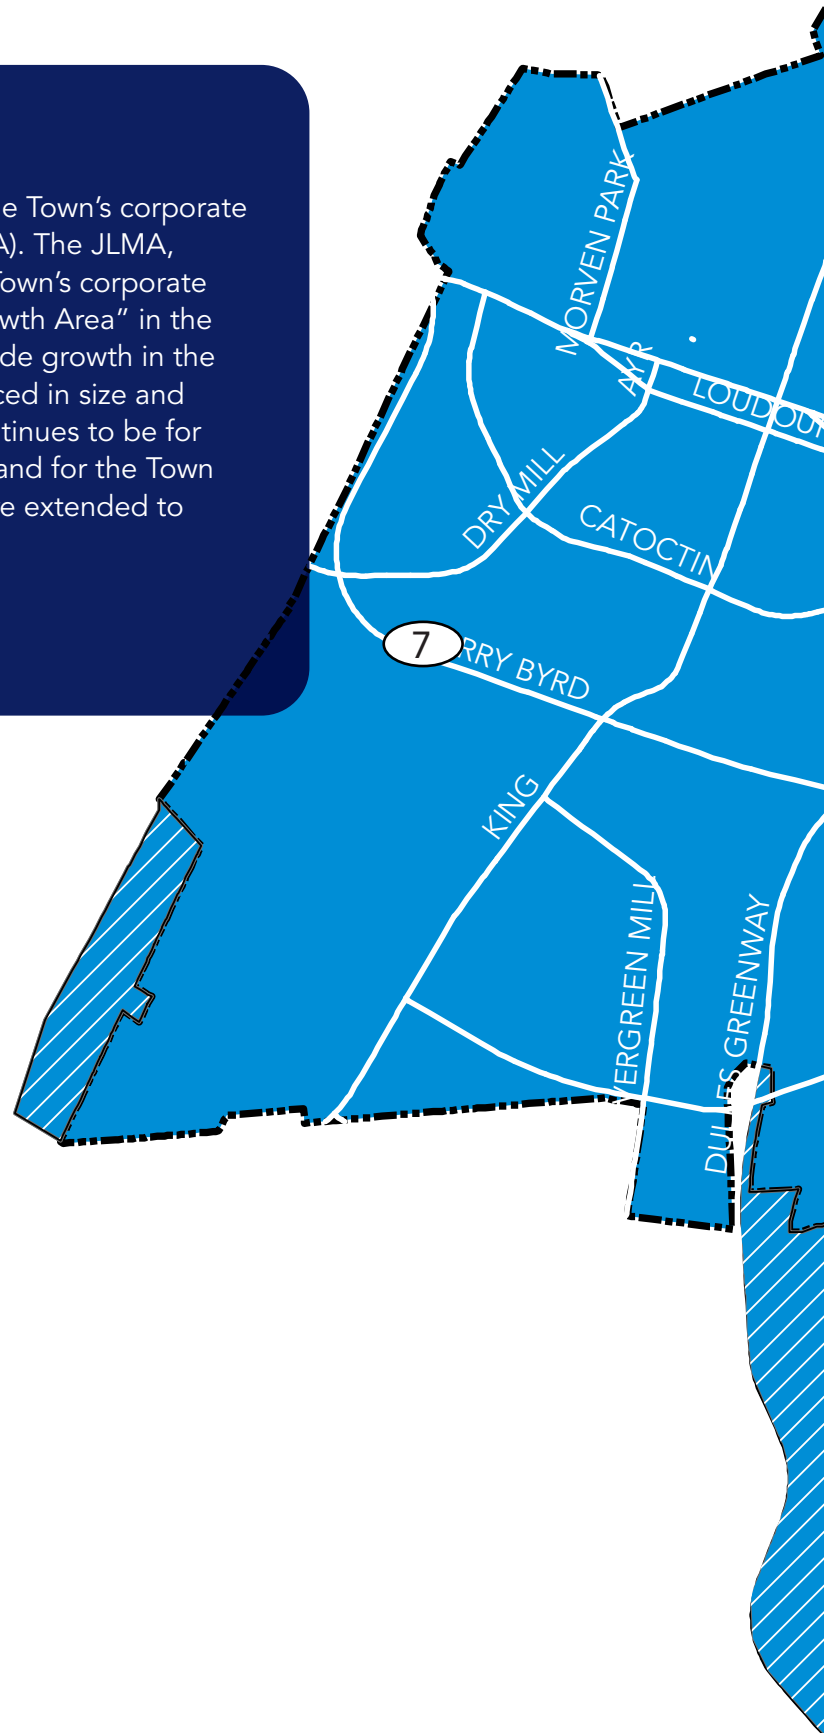 e Town's corporate
A). The JLMA,
Town's corporate
wth Area" in the
de growth in the
ced in size and
tinues to be for
and for the Town
e extended to
MORVEN PARK
AYR
LOUDOUN
DRY MILL
CATOCTIN
7
RRY BYRD
KING
VERGREEN MILL
DULLES GREENWAY